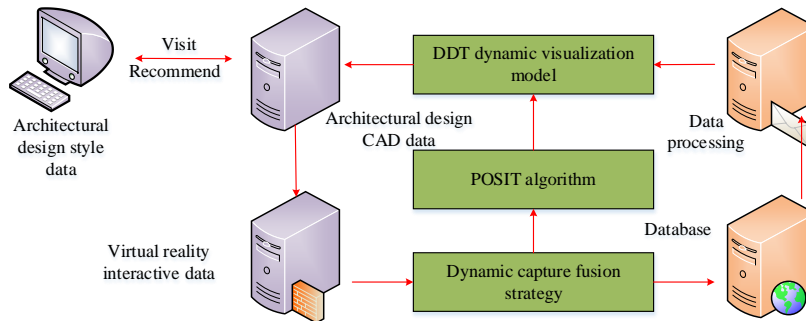 Visit
Recommend
DDT dynamic visualization
model
Architectural
design style
data
Architectural design
CAD data
Data
processing
POSIT algorithm
Virtual reality
interactive data
Database
Dynamic capture fusion
strategy